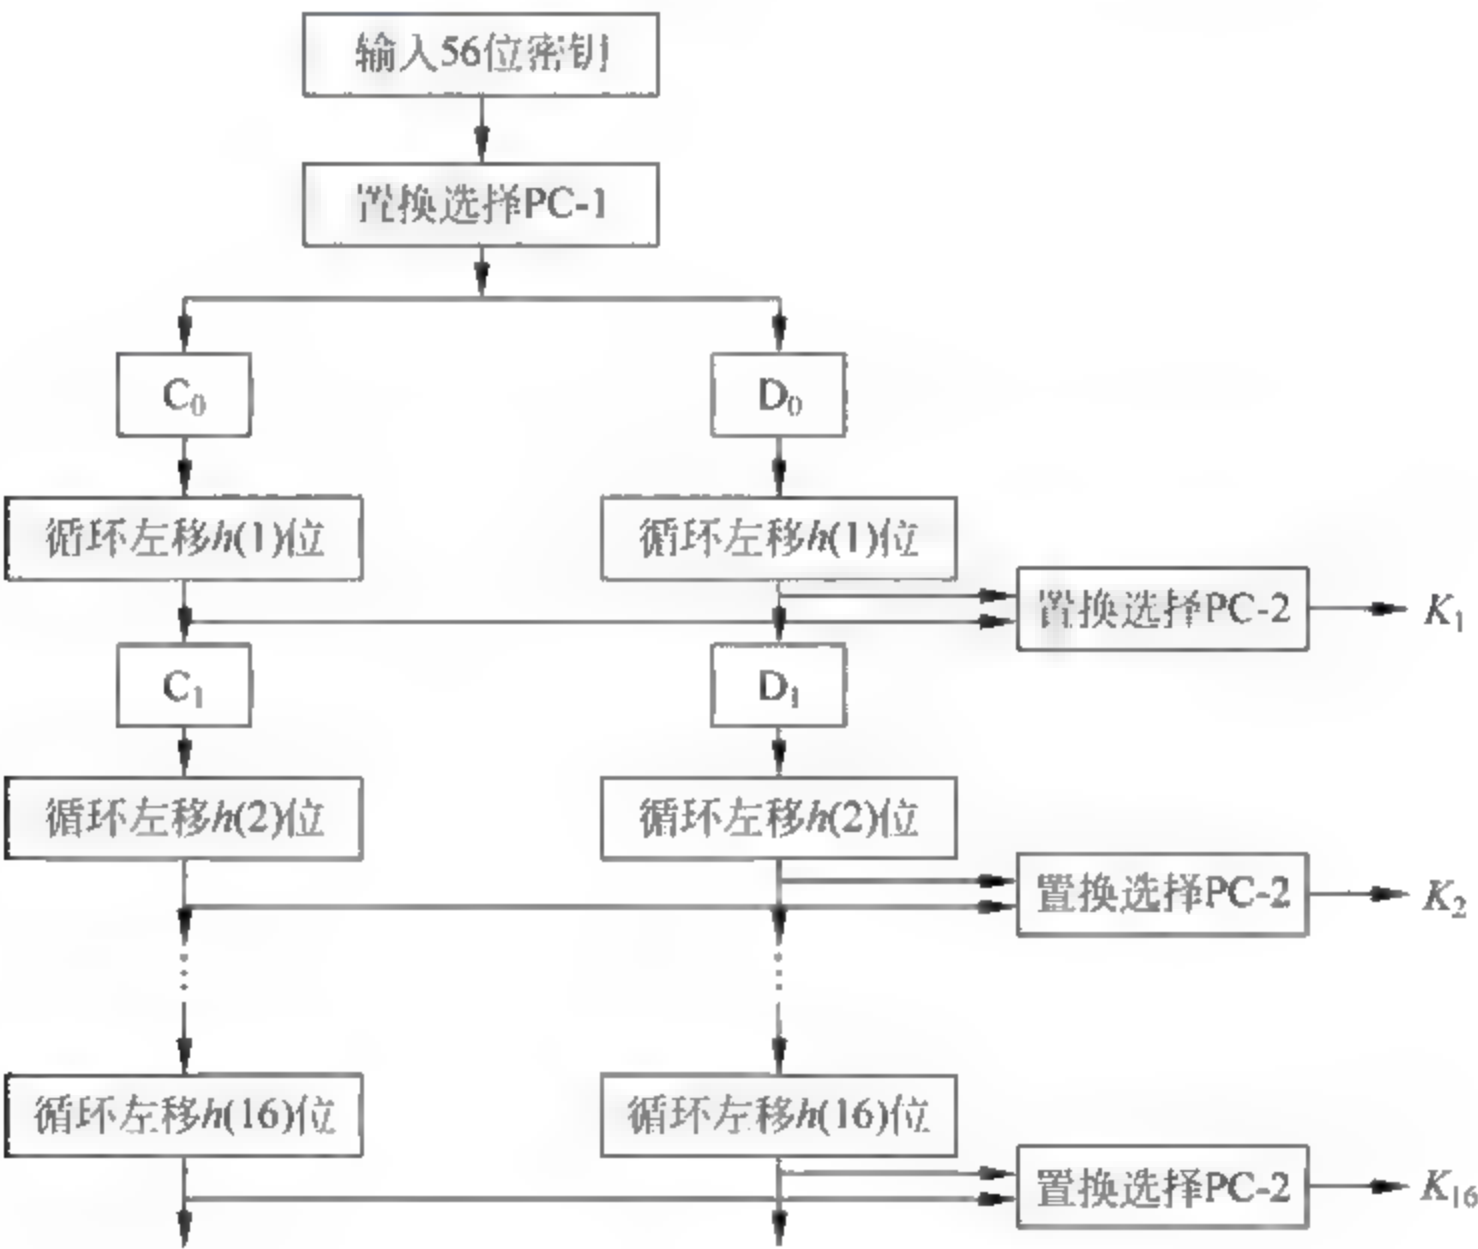 输入56位密钥
置换选择PC-1
C₀
D₀
循环左移h(1)位
循环左移h(1)位
置换选择PC-2
K₁
C₁
D₁
循环左移h(2)位
循环左移h(2)位
置换选择PC-2
K₂
循环左移h(16)位
循环左移h(16)位
置换选择PC-2
K₁₆